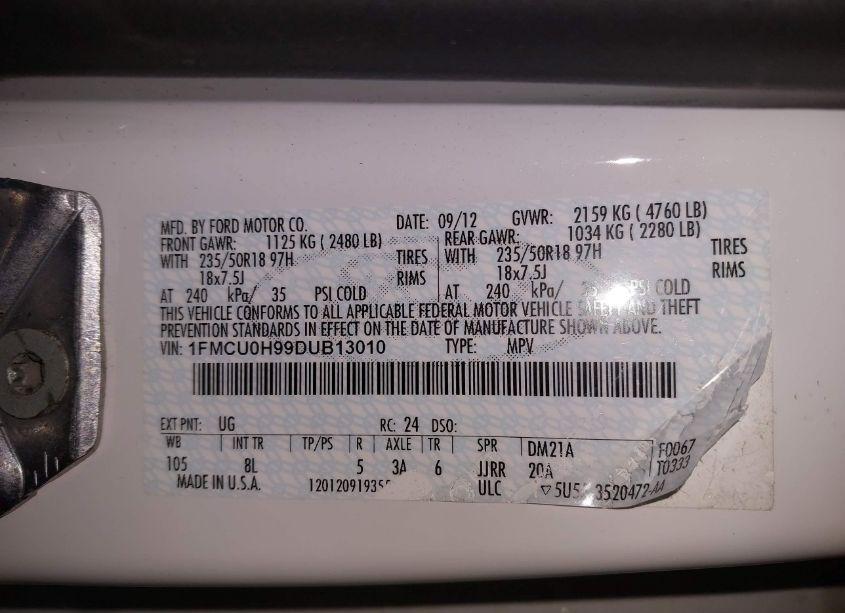 MFD. BY FORD MOTOR CO. DATE: 09/12 GVWR: 2159 KG ( 4760 LB)
FRONT GAWR: 1125 KG ( 2480 LB) REAR GAWR: 1034 KG ( 2280 LB)
WITH 235/50R18 97H TIRES WITH 235/50R18 97H TIRES
18x7.5J RIMS 18x7.5J RIMS
AT 240 kPa/ 35 PSI COLD AT 240 kPa/ PSI COLD
THIS VEHICLE CONFORMS TO ALL APPLICABLE FEDERAL MOTOR VEHICLE SAFETY AND THEFT
PREVENTION STANDARDS IN EFFECT ON THE DATE OF MANUFACTURE SHOWN ABOVE.
VIN: 1FMCU0H99DUB13010 TYPE: MPV
EXT PNT: UG RC: 24 DSO:
WB INT TR TP/PS R AXLE TR SPR DM21A F0067
105 8L 5 3A 6 JJRR 20A T0333
MADE IN U.S.A. ULC